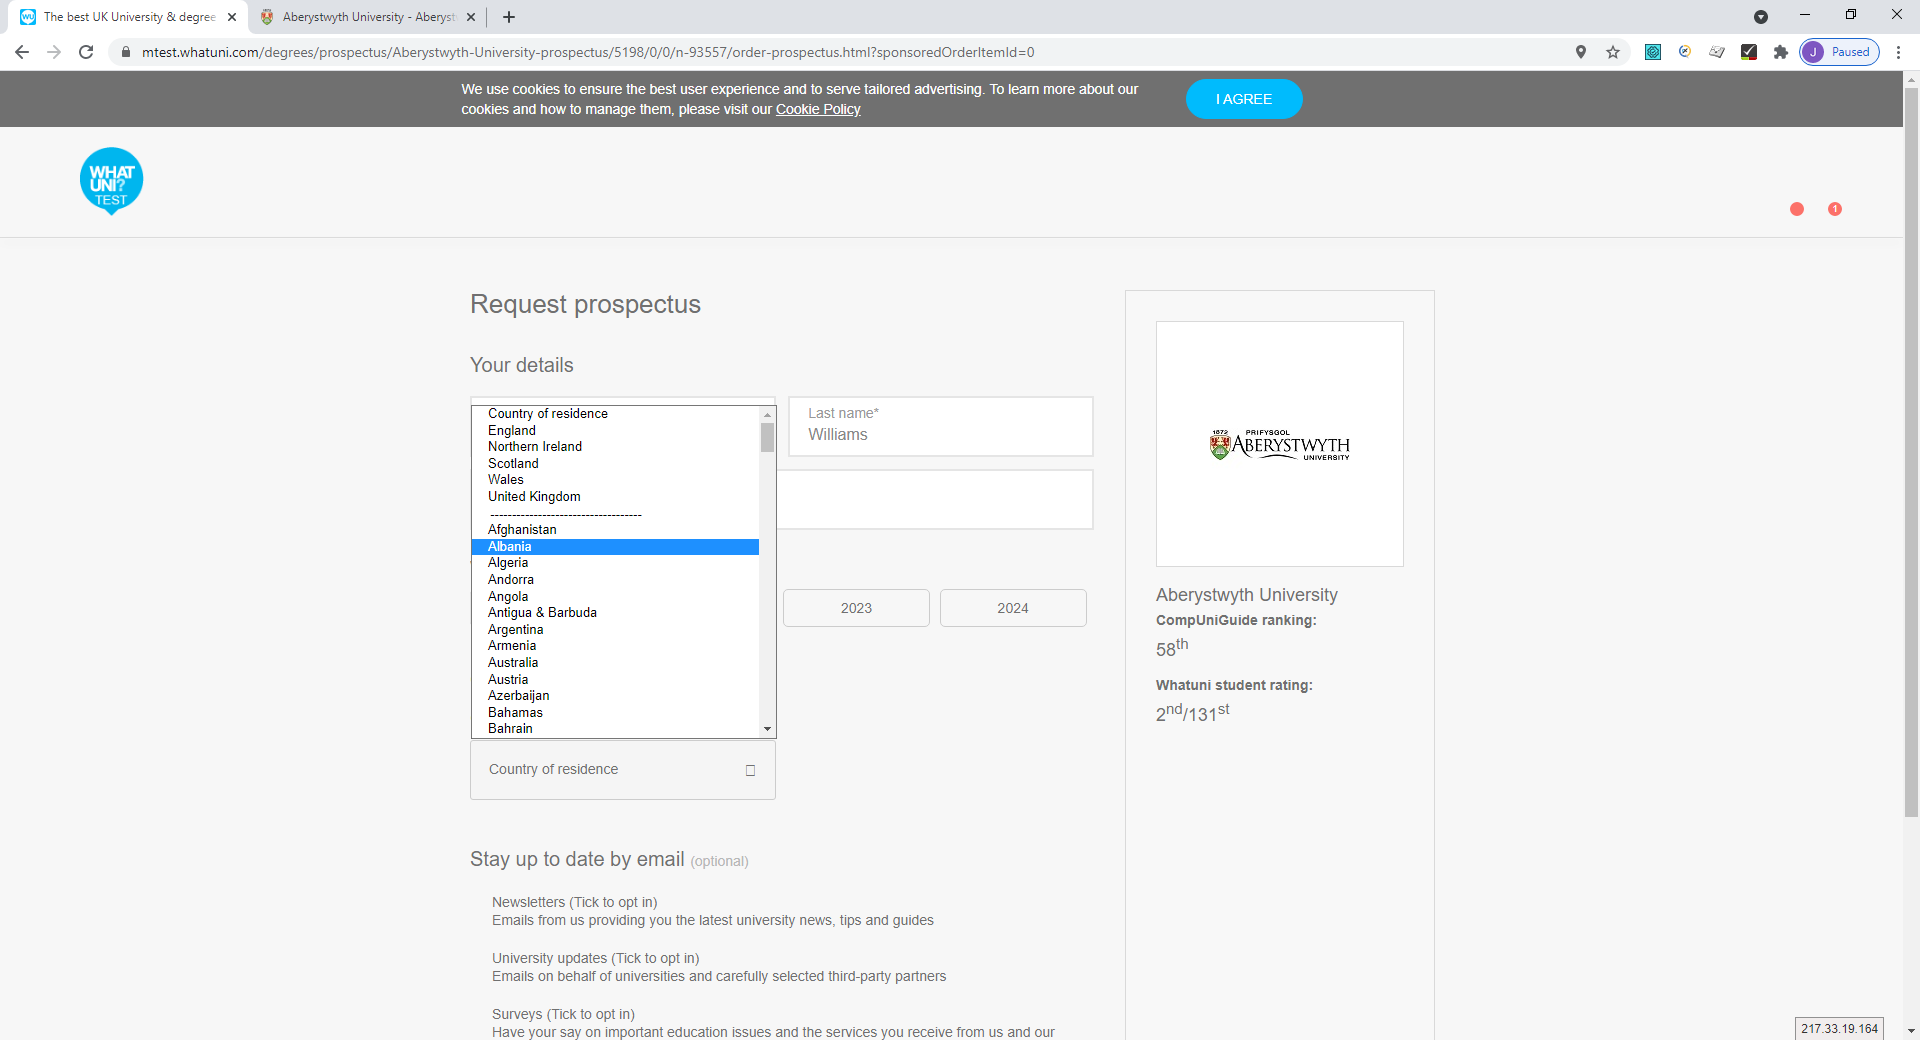 The best UK University & degree
Aberystwyth University - Aberyst
mtest.whatuni.com/degrees/prospectus/Aberystwyth-University-prospectus/5198/0/0/n-93557/order-prospectus.html?sponsoredOrderItemId=0
J Paused
We use cookies to ensure the best user experience and to serve tailored advertising. To learn more about our
cookies and how to manage them, please visit our Cookie Policy
I AGREE
WHAT
UNI?
TEST
1
Request prospectus
Your details
Country of residence
England
Northern Ireland
Scotland
Wales
United Kingdom
-----------------------------------
Afghanistan
Albania
Algeria
Andorra
Angola
Antigua & Barbuda
Argentina
Armenia
Australia
Austria
Azerbaijan
Bahamas
Bahrain
Last name*
Williams
2023
2024
Country of residence
1872 PRIFYSGOL
ABERYSTWYTH
UNIVERSITY
Aberystwyth University
CompUniGuide ranking:
58th
Whatuni student rating:
2nd/131st
Stay up to date by email (optional)
Newsletters (Tick to opt in)
Emails from us providing you the latest university news, tips and guides
University updates (Tick to opt in)
Emails on behalf of universities and carefully selected third-party partners
Surveys (Tick to opt in)
Have your say on important education issues and the services you receive from us and our
217.33.19.164